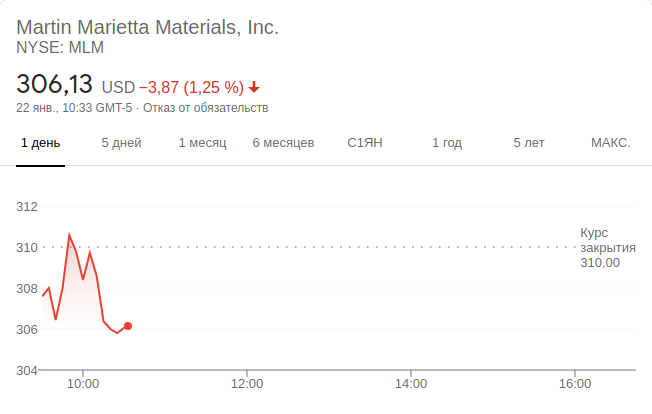 Martin Marietta Materials, Inc.
NYSE: MLM
306,13 USD −3,87 (1,25 %)
22 янв., 10:33 GMT-5 · Отказ от обязательств
1 день 5 дней 1 месяц 6 месяцев С1ЯН 1 год 5 лет МАКС.
312
Курс
310 закрытия
310,00
308
306
304
10:00 12:00 14:00 16:00